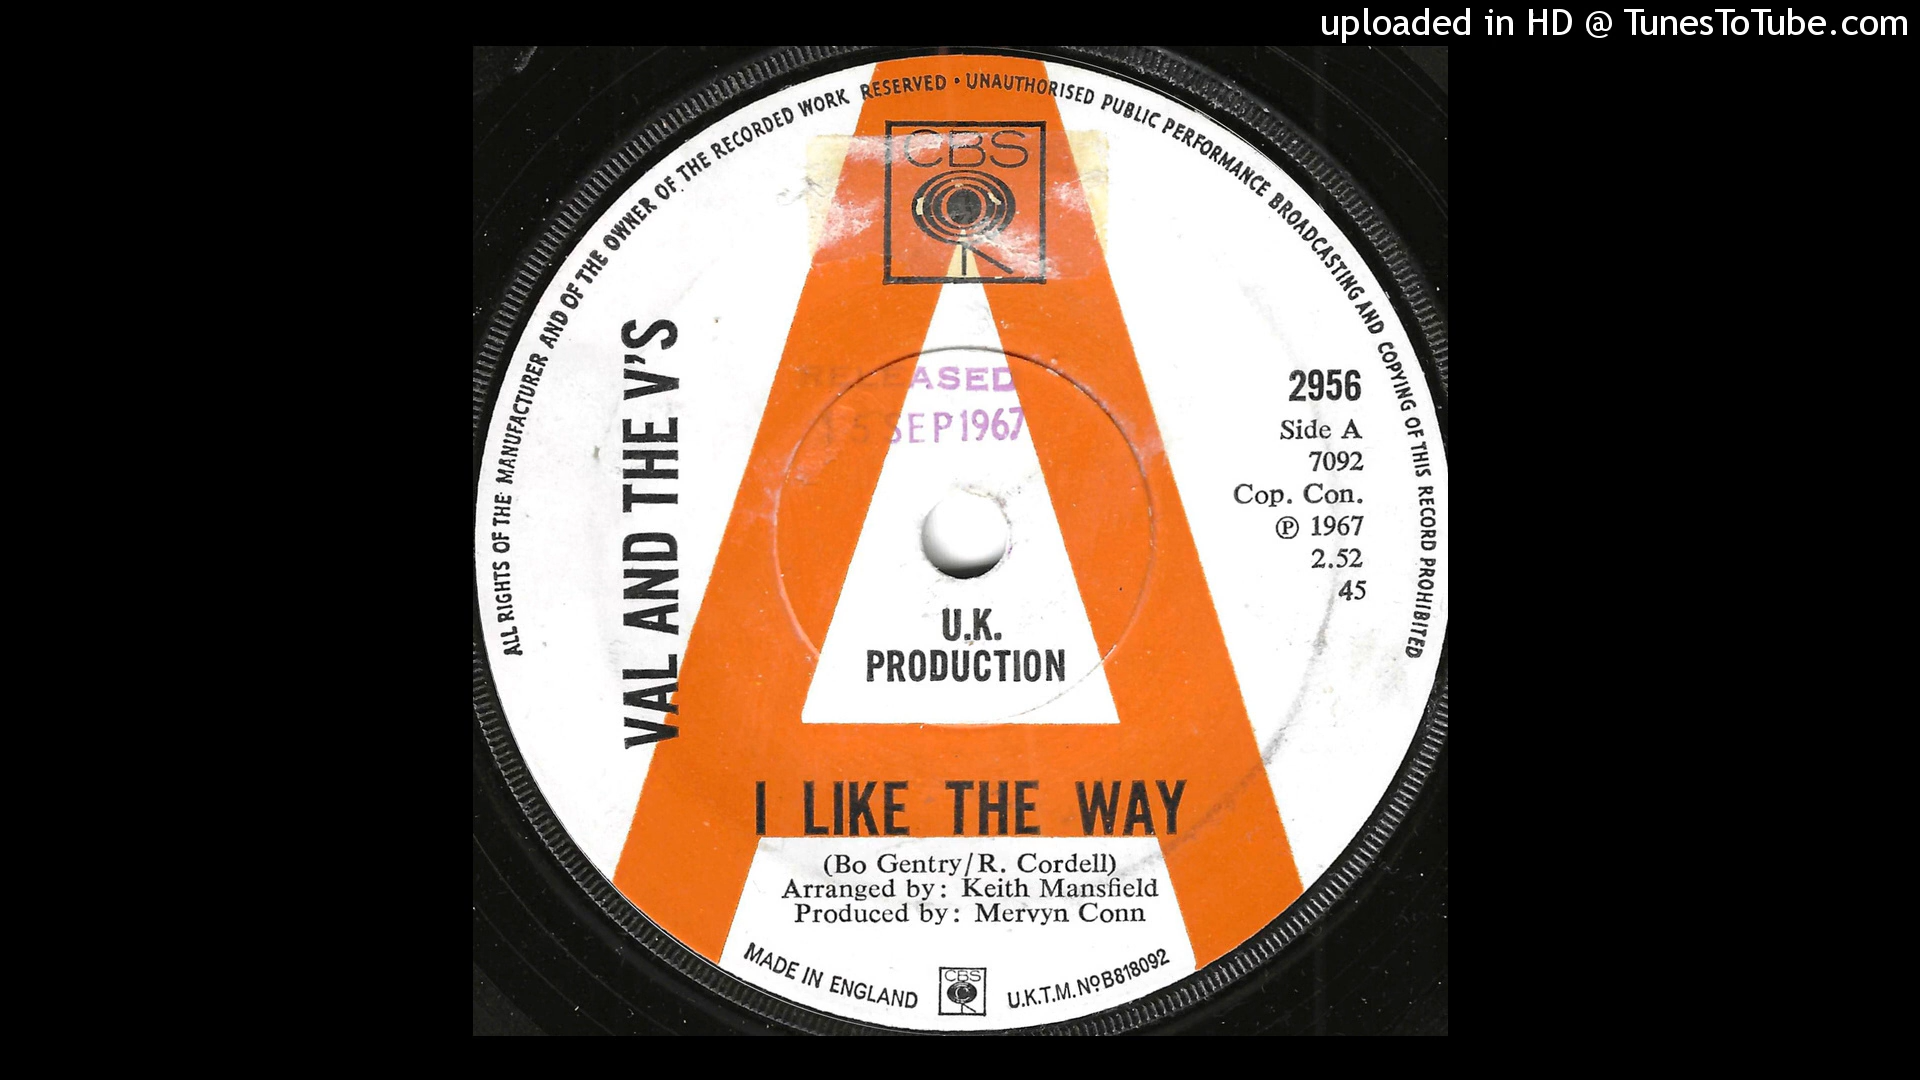 uploaded in HD @ TunesToTube.com
ALL RIGHTS OF THE MANUFACTURER AND OF THE OWNER OF THE RECORDED WORK RESERVED • UNAUTHORISED PUBLIC PERFORMANCE BROADCASTING AND COPYING OF THIS RECORD PROHIBITED
CBS
VAL AND THE V'S
RELEASED
15 SEP 1967
2956
Side A
7092
Cop. Con.
℗ 1967
2.52
45
U.K.
PRODUCTION
I LIKE THE WAY
(Bo Gentry/R. Cordell)
Arranged by: Keith Mansfield
Produced by: Mervyn Conn
MADE IN ENGLAND
CBS
U.K.T.M. No B818092